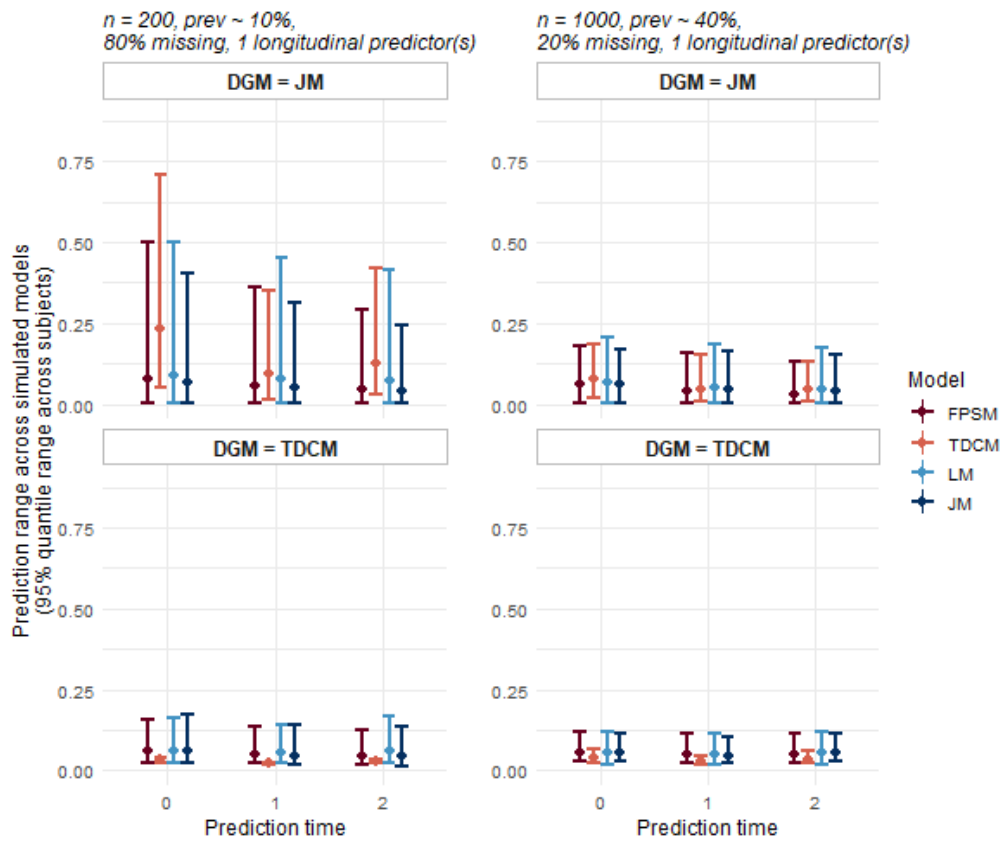 n = 200, prev ~ 10%,
80% missing, 1 longitudinal predictor(s)
n = 1000, prev ~ 40%,
20% missing, 1 longitudinal predictor(s)
Prediction range across simulated models
(95% quantile range across subjects)
DGM = JM
0.75
0.50
0.25
0.00
DGM = JM
0.75
0.50
0.25
0.00
DGM = TDCM
0.75
0.50
0.25
0.00
0 1 2
Prediction time
DGM = TDCM
0.75
0.50
0.25
0.00
0 1 2
Prediction time
Model
FPSM
TDCM
LM
JM